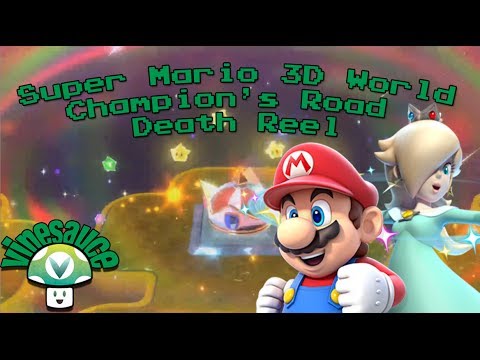 Super Mario 3D World
Champion's Road
Death Reel
vinesauce
M
V